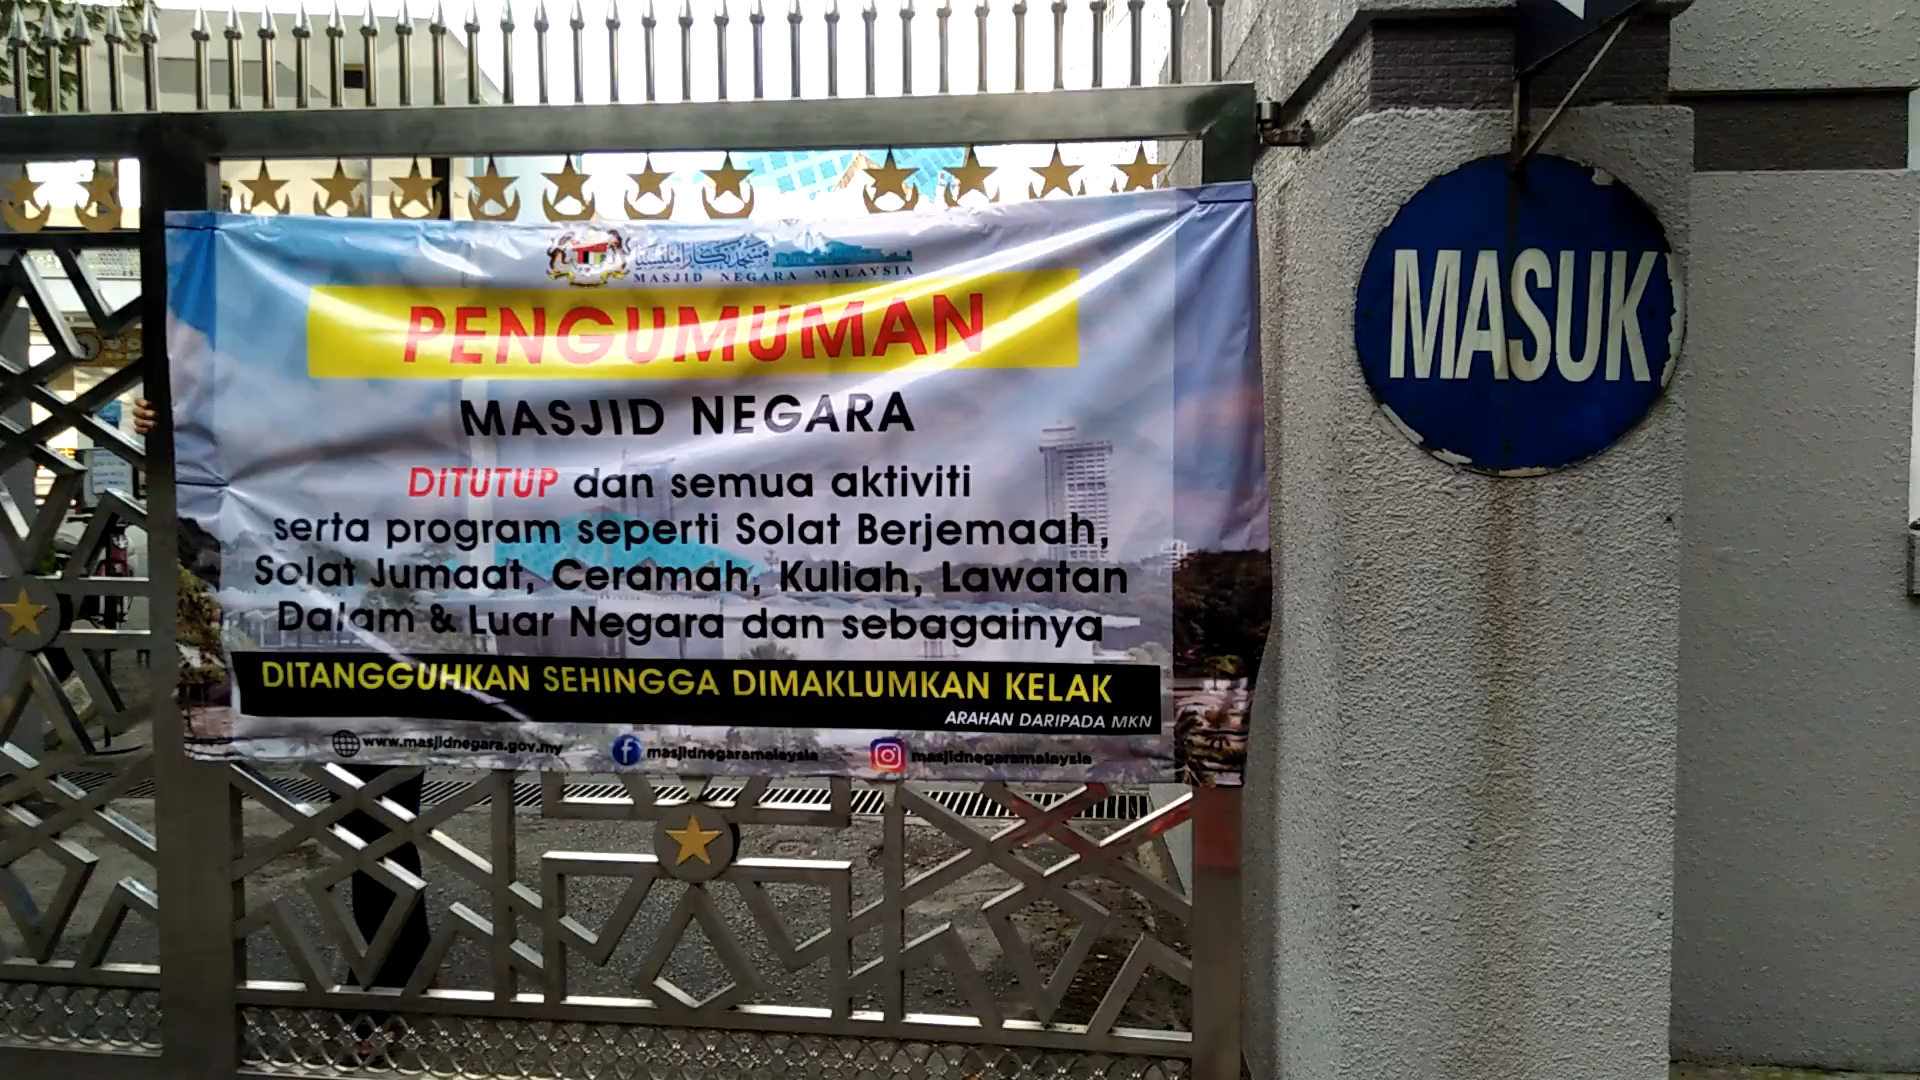 MASJID NEGARA MALAYSIA
PENGUMUMAN
MASJID NEGARA
DITUTUP dan semua aktiviti
serta program seperti Solat Berjemaah,
Solat Jumaat, Ceramah, Kuliah, Lawatan
Dalam & Luar Negara dan sebagainya
DITANGGUHKAN SEHINGGA DIMAKLUMKAN KELAK
ARAHAN DARIPADA MKN
www.masjidnegara.gov.my masjidnegaramalaysia masjidnegaramalaysia
MASUK